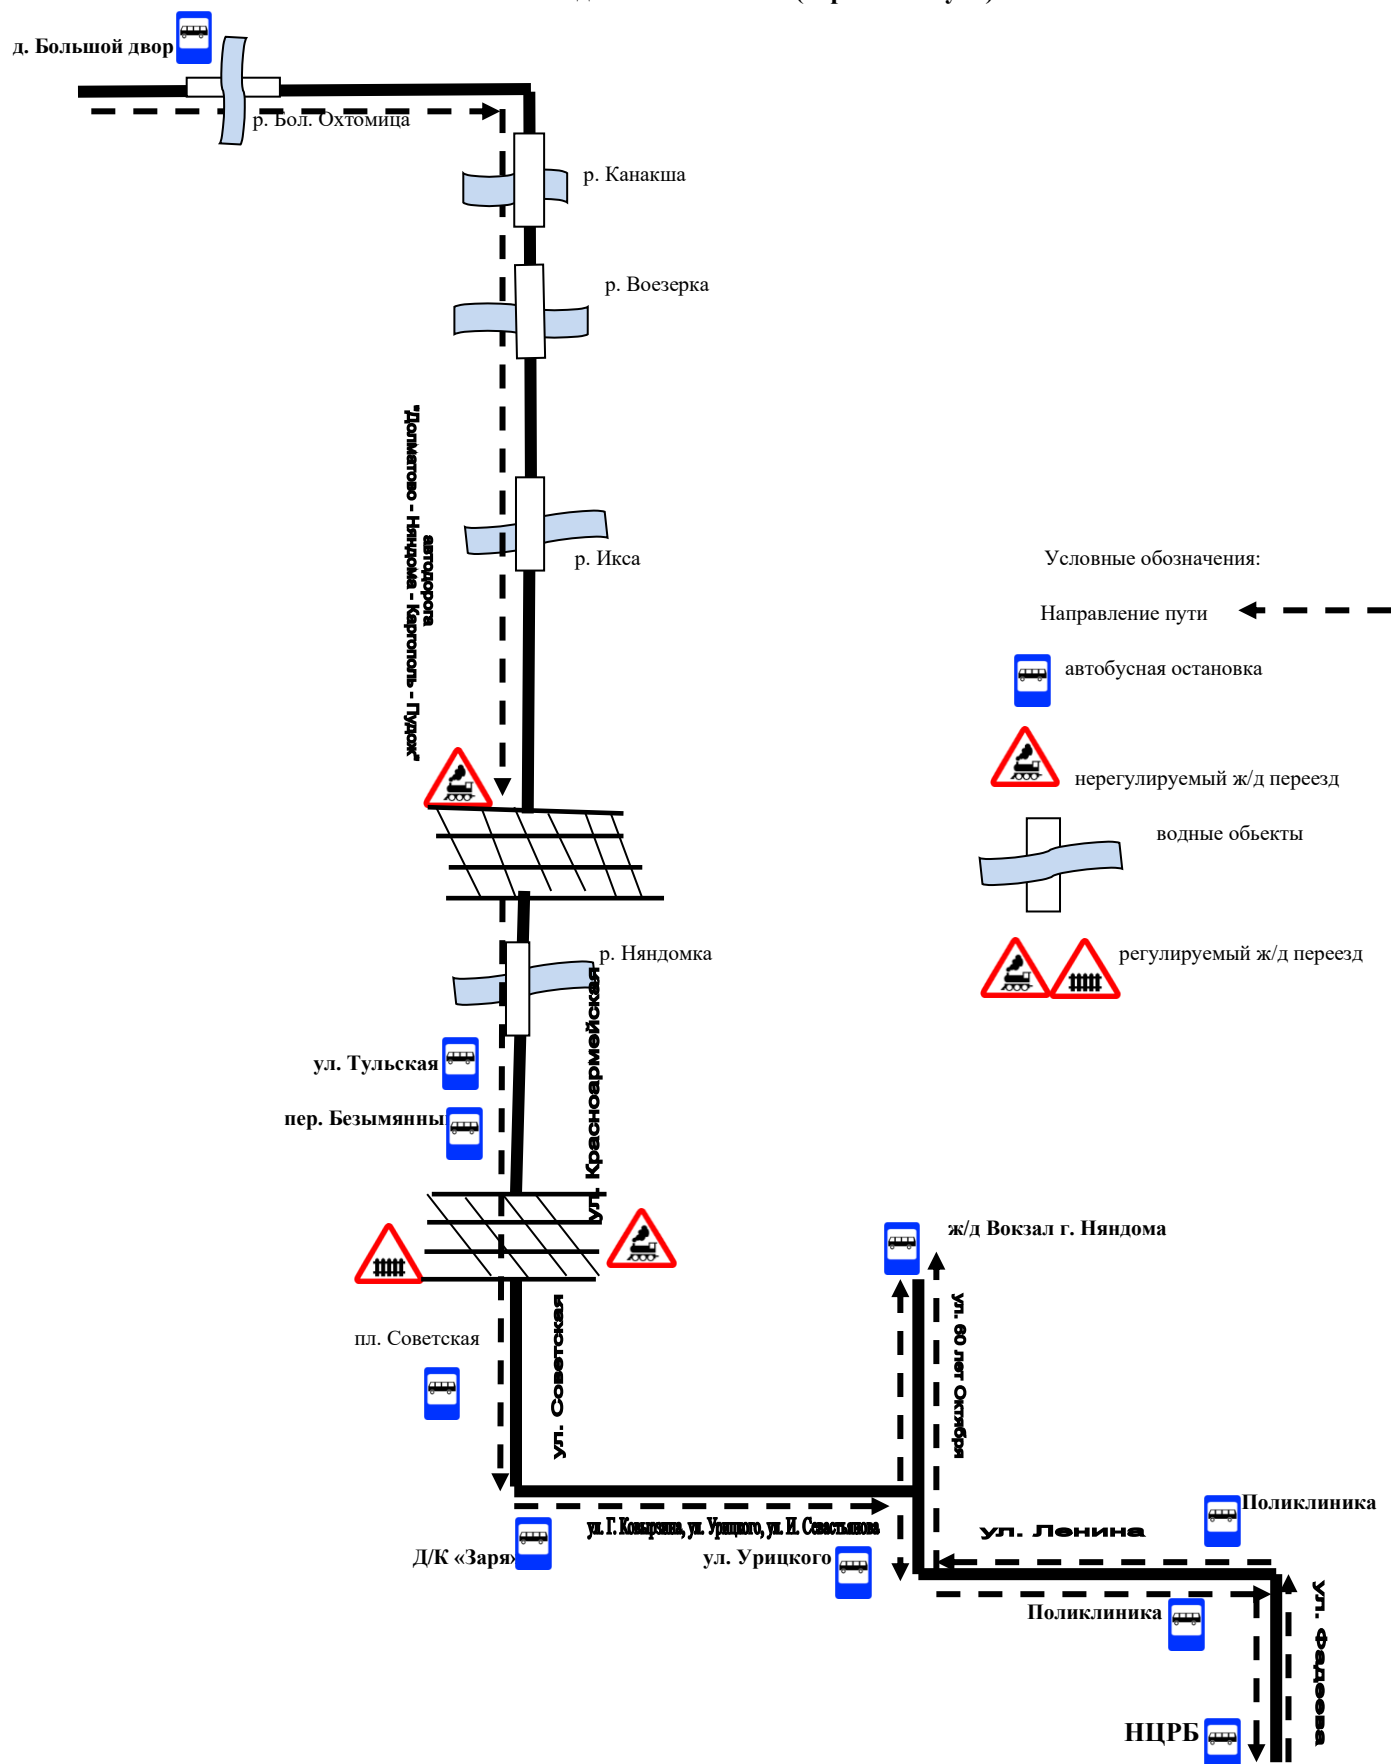 д. Большой двор
р. Бол. Охтомица
р. Канакша
р. Воезерка
автодорога
"Долматово - Няндома - Каргополь - Пудож"
р. Икса
Условные обозначения:
Направление пути
автобусная остановка
нерегулируемый ж/д переезд
водные обьекты
регулируемый ж/д переезд
р. Няндомка
ул. Красноармейская
ул. Тульская
пер. Безымянны
ж/д Вокзал г. Няндома
ул. 60 лет Октября
пл. Советская
ул. Советская
ул. Г. Ковырзина, ул. Урицкого, ул. И. Севастьянова
Д/К «Заря»
ул. Урицкого
ул. Ленина
Поликлиника
Поликлиника
ул. Фадеева
НЦРБ